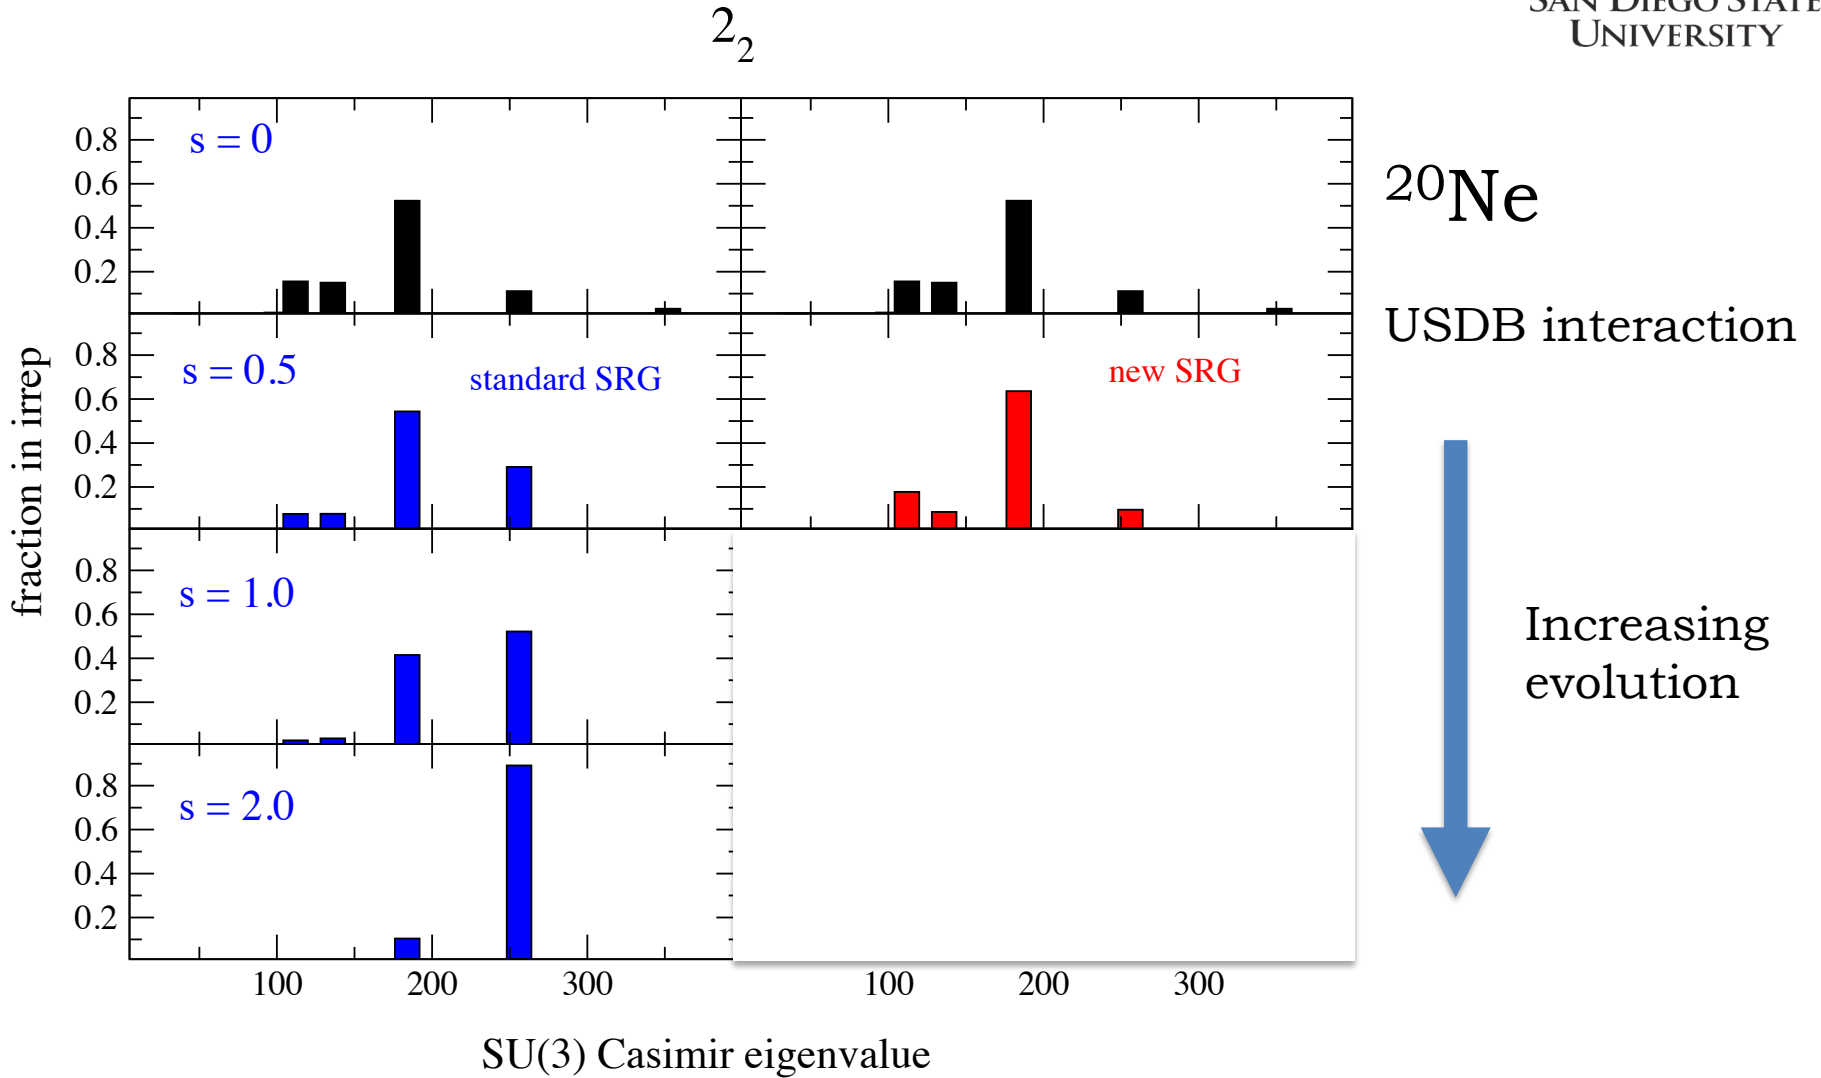 SAN DIEGO STATE
UNIVERSITY
2₂
s = 0
0.8
0.6
0.4
0.2
²⁰Ne
USDB interaction
s = 0.5
standard SRG
new SRG
0.8
0.6
0.4
0.2
fraction in irrep
s = 1.0
0.8
0.6
0.4
0.2
Increasing
evolution
s = 2.0
0.8
0.6
0.4
0.2
100 200 300 100 200 300
SU(3) Casimir eigenvalue